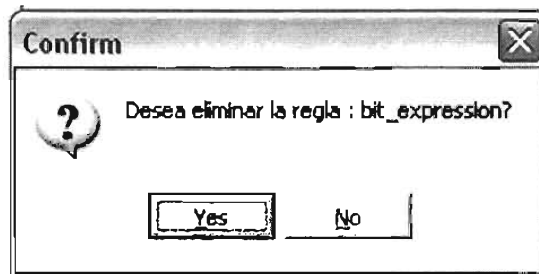 Confirm
Desea eliminar la regla : bit_expression?
Yes
No